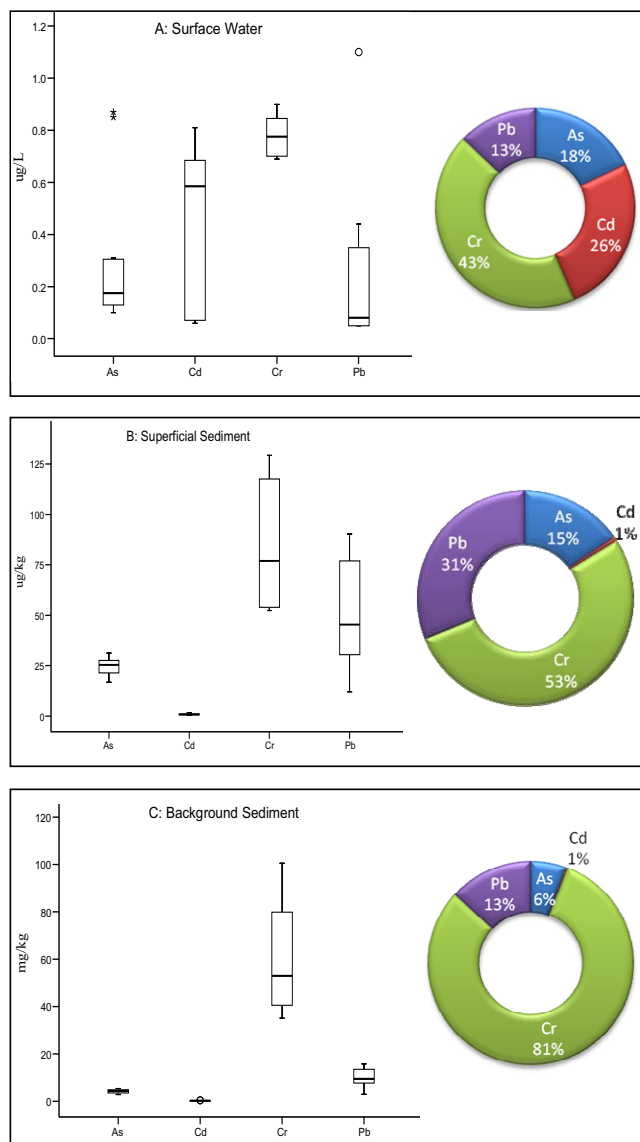 A: Surface Water
1.2
1.0
0.8
0.6
0.4
0.2
0.0
ug/L
As
Cd
Cr
Pb
Pb
13%
As
18%
Cd
26%
Cr
43%
B: Superficial Sediment
125
100
75
50
25
0
ug/kg
As
Cd
Cr
Pb
Pb
31%
As
15%
Cd
1%
Cr
53%
C: Background Sediment
120
100
80
60
40
20
0
mg/kg
As
Cd
Cr
Pb
Pb
13%
As
6%
Cd
1%
Cr
81%